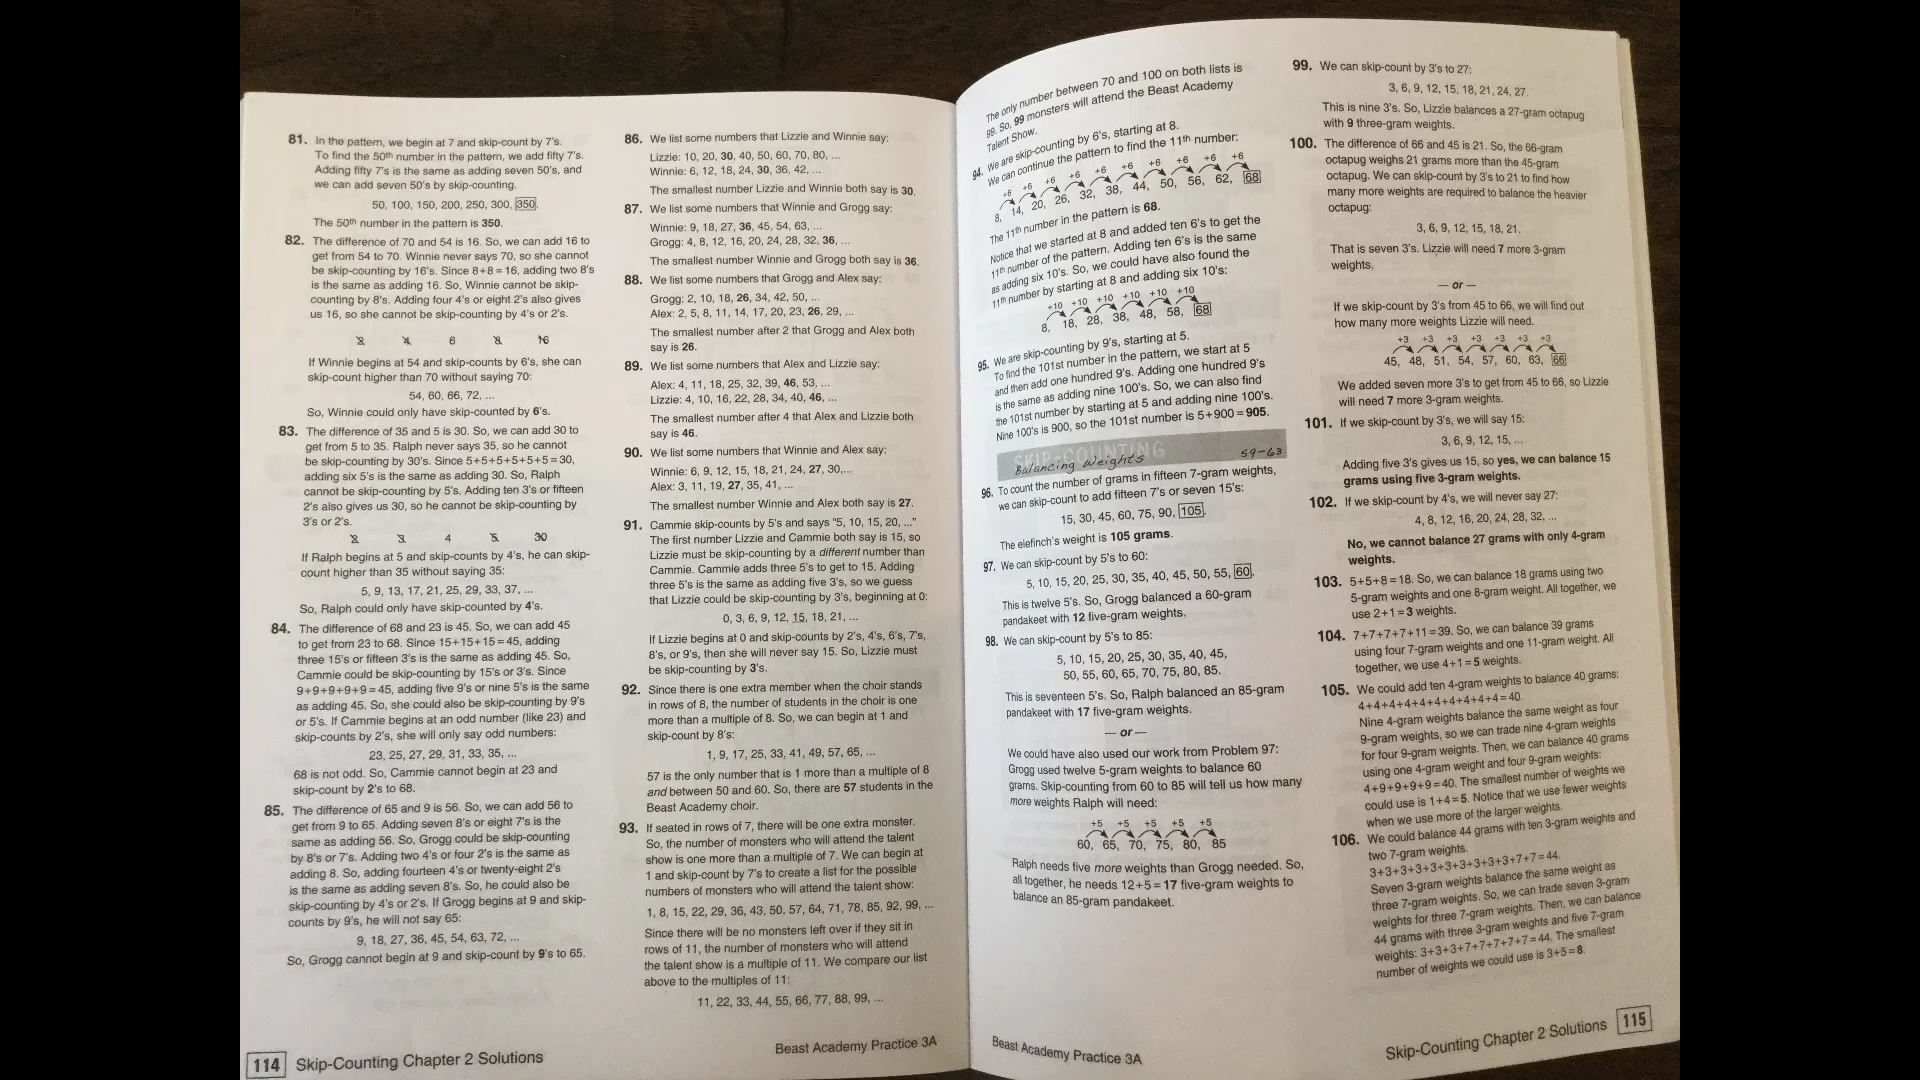 81. In the pattern, we begin at 7 and skip-count by 7's.
To find the 50th number in the pattern, we add fifty 7's.
Adding fifty 7's is the same as adding seven 50's, and
we can add seven 50's by skip-counting.
50, 100, 150, 200, 250, 300, 350.
The 50th number in the pattern is 350.
82. The difference of 70 and 54 is 16. So, we can add 16 to
get from 54 to 70. Winnie never says 70, so she cannot
be skip-counting by 16's. Since 8+8=16, adding two 8's
is the same as adding 16. So, Winnie cannot be skip-
counting by 8's. Adding four 4's or eight 2's also gives
us 16, so she cannot be skip-counting by 4's or 2's.
2 4 6 8 16
If Winnie begins at 54 and skip-counts by 6's, she can
skip-count higher than 70 without saying 70:
54, 60, 66, 72, ...
So, Winnie could only have skip-counted by 6's.
83. The difference of 35 and 5 is 30. So, we can add 30 to
get from 5 to 35. Ralph never says 35, so he cannot
be skip-counting by 30's. Since 5+5+5+5+5+5=30,
adding six 5's is the same as adding 30. So, Ralph
cannot be skip-counting by 5's. Adding ten 3's or fifteen
2's also gives us 30, so he cannot be skip-counting by
3's or 2's.
2 3 4 5 30
If Ralph begins at 5 and skip-counts by 4's, he can skip-
count higher than 35 without saying 35:
5, 9, 13, 17, 21, 25, 29, 33, 37, ...
So, Ralph could only have skip-counted by 4's.
84. The difference of 68 and 23 is 45. So, we can add 45
to get from 23 to 68. Since 15+15+15=45, adding
three 15's or fifteen 3's is the same as adding 45. So,
Cammie could be skip-counting by 15's or 3's. Since
9+9+9+9+9=45, adding five 9's or nine 5's is the same
as adding 45. So, she could also be skip-counting by 9's
or 5's. If Cammie begins at an odd number (like 23) and
skip-counts by 2's, she will only say odd numbers:
23, 25, 27, 29, 31, 33, 35, ...
68 is not odd. So, Cammie cannot begin at 23 and
skip-count by 2's to 68.
85. The difference of 65 and 9 is 56. So, we can add 56 to
get from 9 to 65. Adding seven 8's or eight 7's is the
same as adding 56. So, Grogg could be skip-counting
by 8's or 7's. Adding two 4's or four 2's is the same as
adding 8. So, adding fourteen 4's or twenty-eight 2's
is the same as adding seven 8's. So, he could also be
skip-counting by 4's or 2's. If Grogg begins at 9 and skip-
counts by 9's, he will not say 65:
9, 18, 27, 36, 45, 54, 63, 72, ...
So, Grogg cannot begin at 9 and skip-count by 9's to 65.
86. We list some numbers that Lizzie and Winnie say:
Lizzie: 10, 20, 30, 40, 50, 60, 70, 80, ...
Winnie: 6, 12, 18, 24, 30, 36, 42, ...
The smallest number Lizzie and Winnie both say is 30.
87. We list some numbers that Winnie and Grogg say:
Winnie: 9, 18, 27, 36, 45, 54, 63, ...
Grogg: 4, 8, 12, 16, 20, 24, 28, 32, 36, ...
The smallest number Winnie and Grogg both say is 36.
88. We list some numbers that Grogg and Alex say:
Grogg: 2, 10, 18, 26, 34, 42, 50, ...
Alex: 2, 5, 8, 11, 14, 17, 20, 23, 26, 29, ...
The smallest number after 2 that Grogg and Alex both
say is 26.
89. We list some numbers that Alex and Lizzie say:
Alex: 4, 11, 18, 25, 32, 39, 46, 53, ...
Lizzie: 4, 10, 16, 22, 28, 34, 40, 46, ...
The smallest number after 4 that Alex and Lizzie both
say is 46.
90. We list some numbers that Winnie and Alex say:
Winnie: 6, 9, 12, 15, 18, 21, 24, 27, 30,...
Alex: 3, 11, 19, 27, 35, 41, ...
The smallest number Winnie and Alex both say is 27.
91. Cammie skip-counts by 5's and says "5, 10, 15, 20, ..."
The first number Lizzie and Cammie both say is 15, so
Lizzie must be skip-counting by a different number than
Cammie. Cammie adds three 5's to get to 15. Adding
three 5's is the same as adding five 3's, so we guess
that Lizzie could be skip-counting by 3's, beginning at 0:
0, 3, 6, 9, 12, 15, 18, 21, ...
If Lizzie begins at 0 and skip-counts by 2's, 4's, 6's, 7's,
8's, or 9's, then she will never say 15. So, Lizzie must
be skip-counting by 3's.
92. Since there is one extra member when the choir stands
in rows of 8, the number of students in the choir is one
more than a multiple of 8. So, we can begin at 1 and
skip-count by 8's:
1, 9, 17, 25, 33, 41, 49, 57, 65, ...
57 is the only number that is 1 more than a multiple of 8
and between 50 and 60. So, there are 57 students in the
Beast Academy choir.
93. If seated in rows of 7, there will be one extra monster.
So, the number of monsters who will attend the talent
show is one more than a multiple of 7. We can begin at
1 and skip-count by 7's to create a list for the possible
numbers of monsters who will attend the talent show:
1, 8, 15, 22, 29, 36, 43, 50, 57, 64, 71, 78, 85, 92, 99, ...
Since there will be no monsters left over if they sit in
rows of 11, the number of monsters who will attend
the talent show is a multiple of 11. We compare our list
above to the multiples of 11:
11, 22, 33, 44, 55, 66, 77, 88, 99, ...
114 Skip-Counting Chapter 2 Solutions
Beast Academy Practice 3A
The only number between 70 and 100 on both lists is
99. So, 99 monsters will attend the Beast Academy
Talent Show.
94. We are skip-counting by 6's, starting at 8.
We can continue the pattern to find the 11th number:
+6 +6 +6 +6 +6 +6 +6 +6 +6 +6
8, 14, 20, 26, 32, 38, 44, 50, 56, 62, 68
The 11th number in the pattern is 68.
Notice that we started at 8 and added ten 6's to get the
11th number of the pattern. Adding ten 6's is the same
as adding six 10's. So, we could have also found the
11th number by starting at 8 and adding six 10's:
+10 +10 +10 +10 +10 +10
8, 18, 28, 38, 48, 58, 68
95. We are skip-counting by 9's, starting at 5.
To find the 101st number in the pattern, we start at 5
and then add one hundred 9's. Adding one hundred 9's
is the same as adding nine 100's. So, we can also find
the 101st number by starting at 5 and adding nine 100's.
Nine 100's is 900, so the 101st number is 5+900=905.
SKIP-COUNTING
Balancing Weights 59-63
96. To count the number of grams in fifteen 7-gram weights,
we can skip-count to add fifteen 7's or seven 15's:
15, 30, 45, 60, 75, 90, 105.
The elefinch's weight is 105 grams.
97. We can skip-count by 5's to 60:
5, 10, 15, 20, 25, 30, 35, 40, 45, 50, 55, 60.
This is twelve 5's. So, Grogg balanced a 60-gram
pandakeet with 12 five-gram weights.
98. We can skip-count by 5's to 85:
5, 10, 15, 20, 25, 30, 35, 40, 45,
50, 55, 60, 65, 70, 75, 80, 85.
This is seventeen 5's. So, Ralph balanced an 85-gram
pandakeet with 17 five-gram weights.
— or —
We could have also used our work from Problem 97:
Grogg used twelve 5-gram weights to balance 60
grams. Skip-counting from 60 to 85 will tell us how many
more weights Ralph will need:
+5 +5 +5 +5 +5
60, 65, 70, 75, 80, 85
Ralph needs five more weights than Grogg needed. So,
all together, he needs 12+5=17 five-gram weights to
balance an 85-gram pandakeet.
99. We can skip-count by 3's to 27:
3, 6, 9, 12, 15, 18, 21, 24, 27.
This is nine 3's. So, Lizzie balances a 27-gram octapug
with 9 three-gram weights.
100. The difference of 66 and 45 is 21. So, the 66-gram
octapug weighs 21 grams more than the 45-gram
octapug. We can skip-count by 3's to 21 to find how
many more weights are required to balance the heavier
octapug:
3, 6, 9, 12, 15, 18, 21.
That is seven 3's. Lizzie will need 7 more 3-gram
weights.
— or —
If we skip-count by 3's from 45 to 66, we will find out
how many more weights Lizzie will need.
+3 +3 +3 +3 +3 +3 +3
45, 48, 51, 54, 57, 60, 63, 66
We added seven more 3's to get from 45 to 66, so Lizzie
will need 7 more 3-gram weights.
101. If we skip-count by 3's, we will say 15:
3, 6, 9, 12, 15, ...
Adding five 3's gives us 15, so yes, we can balance 15
grams using five 3-gram weights.
102. If we skip-count by 4's, we will never say 27:
4, 8, 12, 16, 20, 24, 28, 32, ...
No, we cannot balance 27 grams with only 4-gram
weights.
103. 5+5+8=18. So, we can balance 18 grams using two
5-gram weights and one 8-gram weight. All together, we
use 2+1=3 weights.
104. 7+7+7+7+11=39. So, we can balance 39 grams
using four 7-gram weights and one 11-gram weight. All
together, we use 4+1=5 weights.
105. We could add ten 4-gram weights to balance 40 grams:
4+4+4+4+4+4+4+4+4+4=40.
Nine 4-gram weights balance the same weight as four
9-gram weights, so we can trade nine 4-gram weights
for four 9-gram weights. Then, we can balance 40 grams
using one 4-gram weight and four 9-gram weights:
4+9+9+9+9=40. The smallest number of weights we
could use is 1+4=5. Notice that we use fewer weights
when we use more of the larger weights.
106. We could balance 44 grams with ten 3-gram weights and
two 7-gram weights.
3+3+3+3+3+3+3+3+3+3+7+7=44.
Seven 3-gram weights balance the same weight as
three 7-gram weights. So, we can trade seven 3-gram
weights for three 7-gram weights. Then, we can balance
44 grams with three 3-gram weights and five 7-gram
weights: 3+3+3+7+7+7+7+7=44. The smallest
number of weights we could use is 3+5=8.
Beast Academy Practice 3A
Skip-Counting Chapter 2 Solutions 115